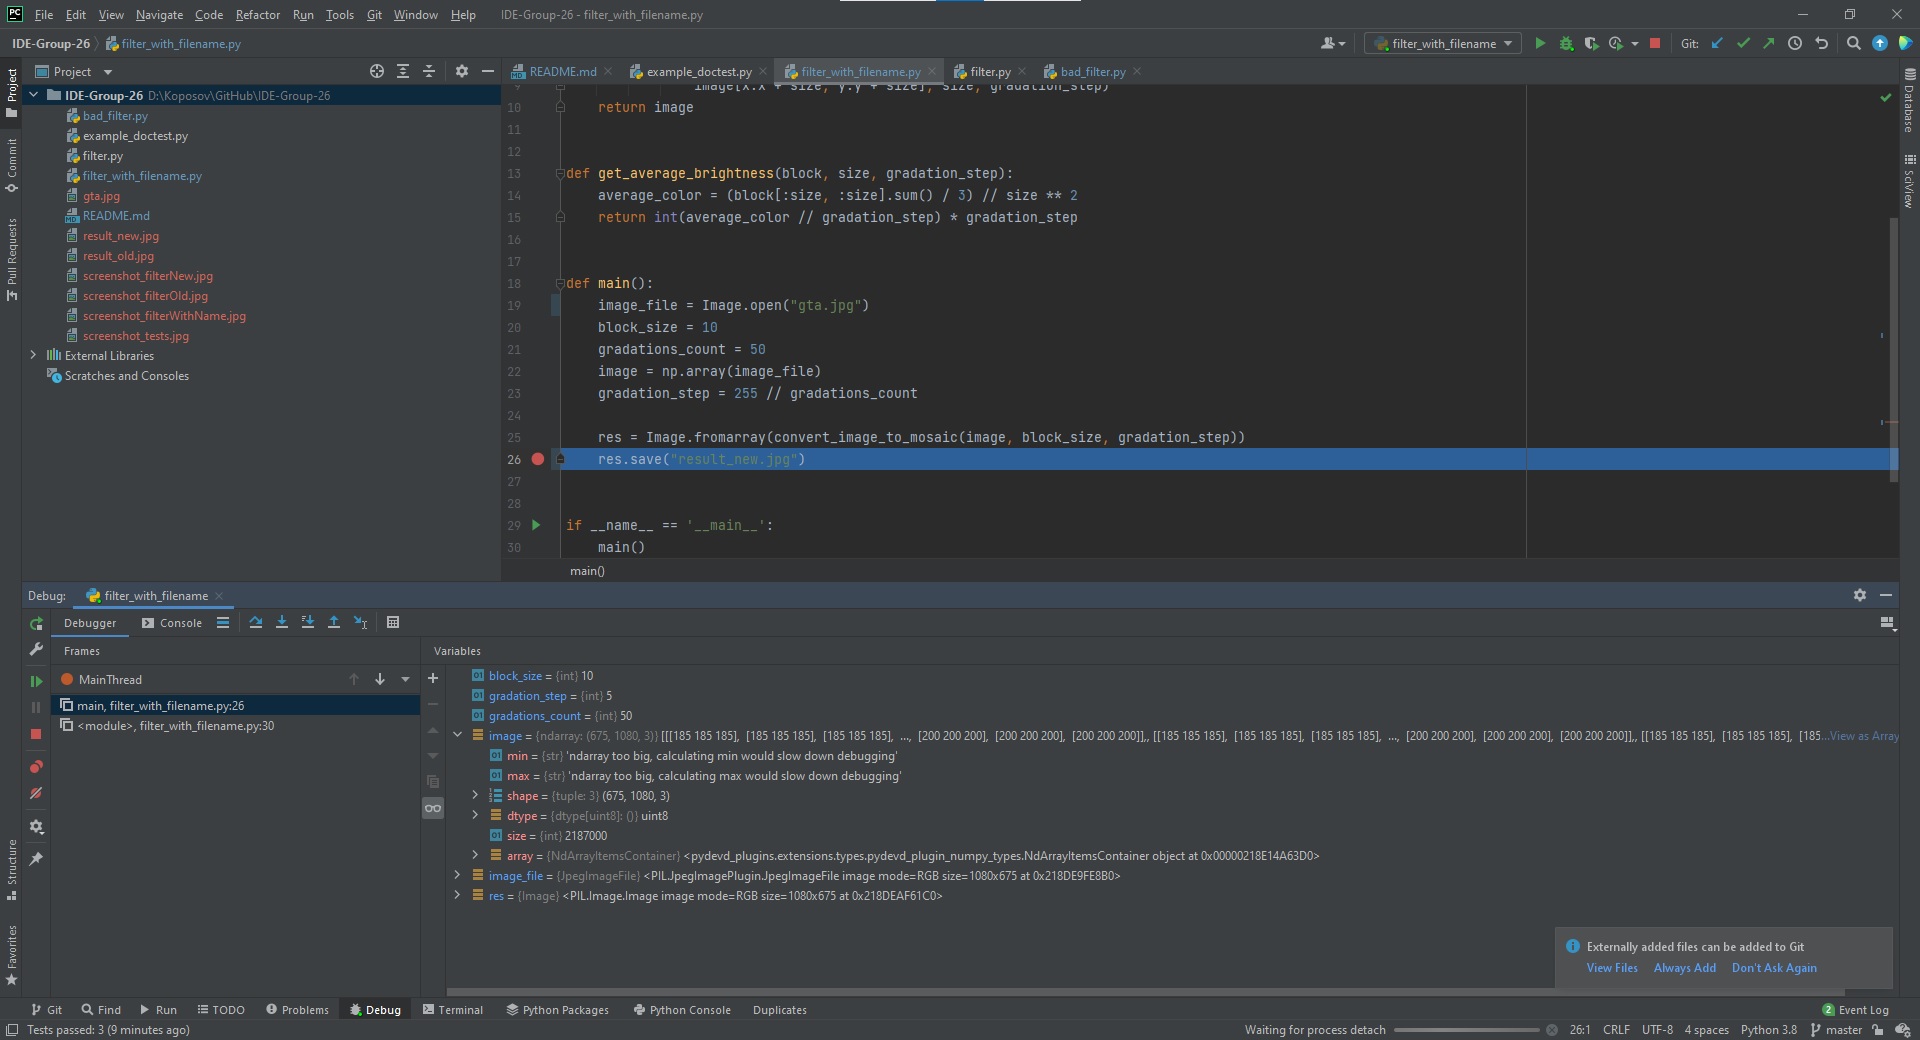 PC File Edit View Navigate Code Refactor Run Tools Git Window Help IDE-Group-26 - filter_with_filename.py
IDE-Group-26 filter_with_filename.py
filter_with_filename
Git:
Project
README.md example_doctest.py filter_with_filename.py filter.py bad_filter.py
IDE-Group-26 D:\Koposov\GitHub\IDE-Group-26
bad_filter.py
example_doctest.py
filter.py
filter_with_filename.py
gta.jpg
README.md
result_new.jpg
result_old.jpg
screenshot_filterNew.jpg
screenshot_filterOld.jpg
screenshot_filterWithName.jpg
screenshot_tests.jpg
External Libraries
Scratches and Consoles
Project
Commit
Pull Requests
Structure
Favorites
9 image[x:x + size, y:y + size], size, gradation_step)
10 return image
11
12
13 def get_average_brightness(block, size, gradation_step):
14 average_color = (block[:size, :size].sum() / 3) // size ** 2
15 return int(average_color // gradation_step) * gradation_step
16
17
18 def main():
19 image_file = Image.open("gta.jpg")
20 block_size = 10
21 gradations_count = 50
22 image = np.array(image_file)
23 gradation_step = 255 // gradations_count
24
25 res = Image.fromarray(convert_image_to_mosaic(image, block_size, gradation_step))
26 res.save("result_new.jpg")
27
28
29 if __name__ == '__main__':
30 main()
main()
Database
SciView
Debug: filter_with_filename
Debugger Console
Frames
MainThread
main, filter_with_filename.py:26
<module>, filter_with_filename.py:30
Variables
block_size = {int} 10
gradation_step = {int} 5
gradations_count = {int} 50
image = {ndarray: (675, 1080, 3)} [[[185 185 185], [185 185 185], [185 185 185], ..., [200 200 200], [200 200 200], [200 200 200]],, [[185 185 185], [185 185 185], [185 185 185], ..., [200 200 200], [200 200 200], [200 200 200]],, [[185 185 185], [185 185 185], [185...View as Array
min = {str} 'ndarray too big, calculating min would slow down debugging'
max = {str} 'ndarray too big, calculating max would slow down debugging'
shape = {tuple: 3} (675, 1080, 3)
dtype = {dtype[uint8]: ()} uint8
size = {int} 2187000
array = {NdArrayItemsContainer} <pydevd_plugins.extensions.types.pydevd_plugin_numpy_types.NdArrayItemsContainer object at 0x00000218E14A63D0>
image_file = {JpegImageFile} <PIL.JpegImagePlugin.JpegImageFile image mode=RGB size=1080x675 at 0x218DE9FE8B0>
res = {Image} <PIL.Image.Image image mode=RGB size=1080x675 at 0x218DEAF61C0>
Externally added files can be added to Git
View Files Always Add Don't Ask Again
Git Find Run TODO Problems Debug Terminal Python Packages Python Console Duplicates 2 Event Log
Tests passed: 3 (9 minutes ago) Waiting for process detach 26:1 CRLF UTF-8 4 spaces Python 3.8 master